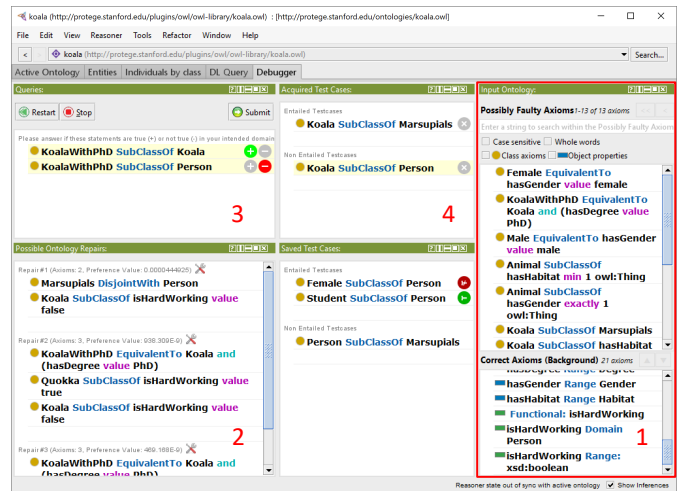 koala (http://protege.stanford.edu/plugins/owl/owl-library/koala.owl) : [http://protege.stanford.edu/ontologies/koala.owl]
File Edit View Reasoner Tools Refactor Window Help
< > koala (http://protege.stanford.edu/plugins/owl/owl-library/koala.owl) Search...
Active Ontology Entities Individuals by class DL Query Debugger
Queries:
Restart Stop Submit
Please answer if these statements are true (+) or not true (-) in your intended domain
KoalaWithPhD SubClassOf Koala
KoalaWithPhD SubClassOf Person
3
Acquired Test Cases:
Entailed Testcases
Koala SubClassOf Marsupials
Non Entailed Testcases
Koala SubClassOf Person
4
Possible Ontology Repairs:
Repair#1 (Axioms: 2, Preference Value: 0.0000444925)
Marsupials DisjointWith Person
Koala SubClassOf isHardWorking value
false
Repair#2 (Axioms: 3, Preference Value: 938.309E-9)
KoalaWithPhD EquivalentTo Koala and
(hasDegree value PhD)
Quokka SubClassOf isHardWorking value
true
Koala SubClassOf isHardWorking value
false
2
Repair#3 (Axioms: 3, Preference Value: 469.168E-9)
KoalaWithPhD EquivalentTo Koala and
(hasDegree value PhD)
Saved Test Cases:
Entailed Testcases
Female SubClassOf Person
Student SubClassOf Person
Non Entailed Testcases
Person SubClassOf Marsupials
Input Ontology:
Possibly Faulty Axioms 1-13 of 13 axioms
Enter a string to search within the Possibly Faulty Axiom
Case sensitive Whole words
Class axioms Object properties
Female EquivalentTo
hasGender value female
KoalaWithPhD EquivalentTo
Koala and (hasDegree value
PhD)
Male EquivalentTo hasGender
value male
Animal SubClassOf
hasHabitat min 1 owl:Thing
Animal SubClassOf
hasGender exactly 1
owl:Thing
Koala SubClassOf Marsupials
Koala SubClassOf hasHabitat
Correct Axioms (Background) 21 axioms
hasDegree Range Degree
hasGender Range Gender
hasHabitat Range Habitat
Functional: isHardWorking
isHardWorking Domain
Person
isHardWorking Range:
xsd:boolean
1
Reasoner state out of sync with active ontology Show Inferences